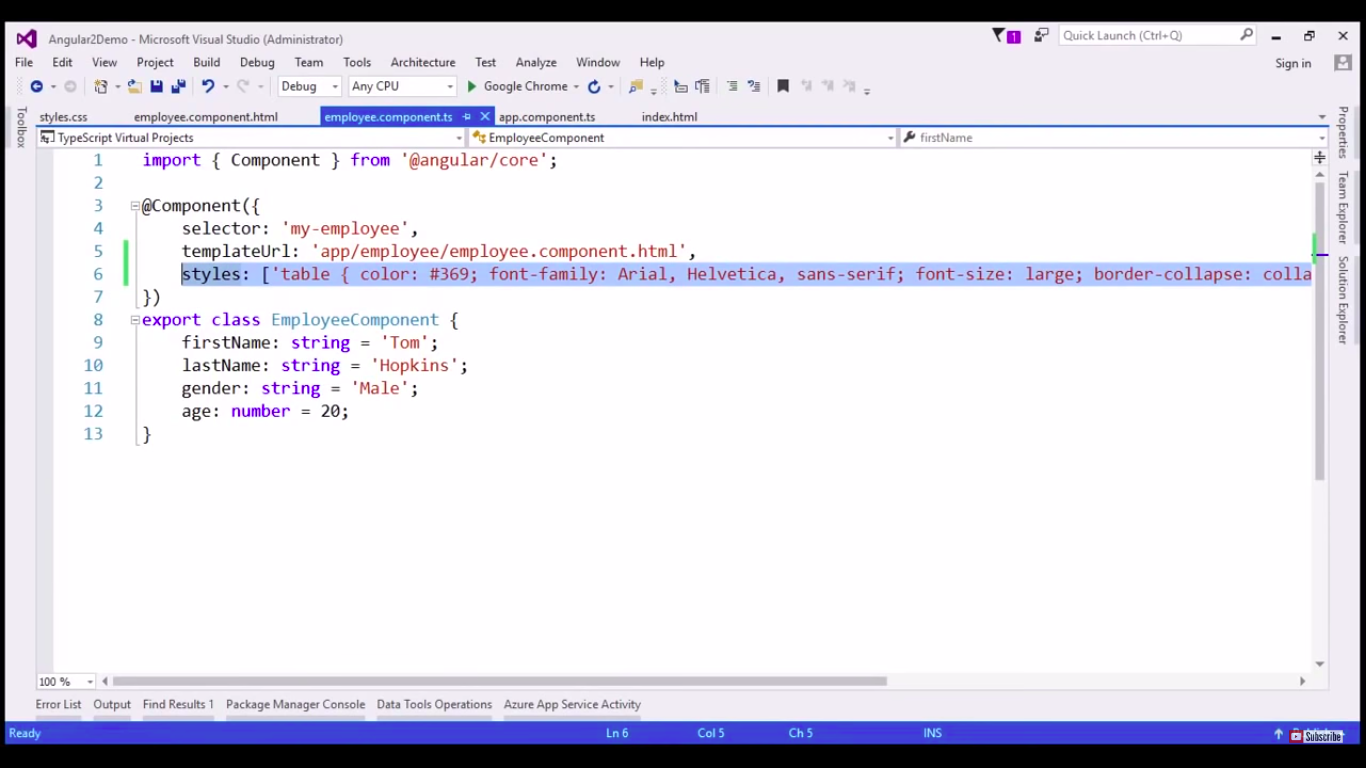 Angular2Demo - Microsoft Visual Studio (Administrator)
1
Quick Launch (Ctrl+Q)
File Edit View Project Build Debug Team Tools Architecture Test Analyze Window Help
Sign in
Debug Any CPU Google Chrome
Toolbox
styles.css employee.component.html employee.component.ts app.component.ts index.html
TypeScript Virtual Projects EmployeeComponent firstName
1 import { Component } from '@angular/core';
2
3 @Component({
4 selector: 'my-employee',
5 templateUrl: 'app/employee/employee.component.html',
6 styles: ['table { color: #369; font-family: Arial, Helvetica, sans-serif; font-size: large; border-collapse: colla
7 })
8 export class EmployeeComponent {
9 firstName: string = 'Tom';
10 lastName: string = 'Hopkins';
11 gender: string = 'Male';
12 age: number = 20;
13 }
Properties
Team Explorer
Solution Explorer
100 %
Error List Output Find Results 1 Package Manager Console Data Tools Operations Azure App Service Activity
Ready Ln 6 Col 5 Ch 5 INS
Subscribe